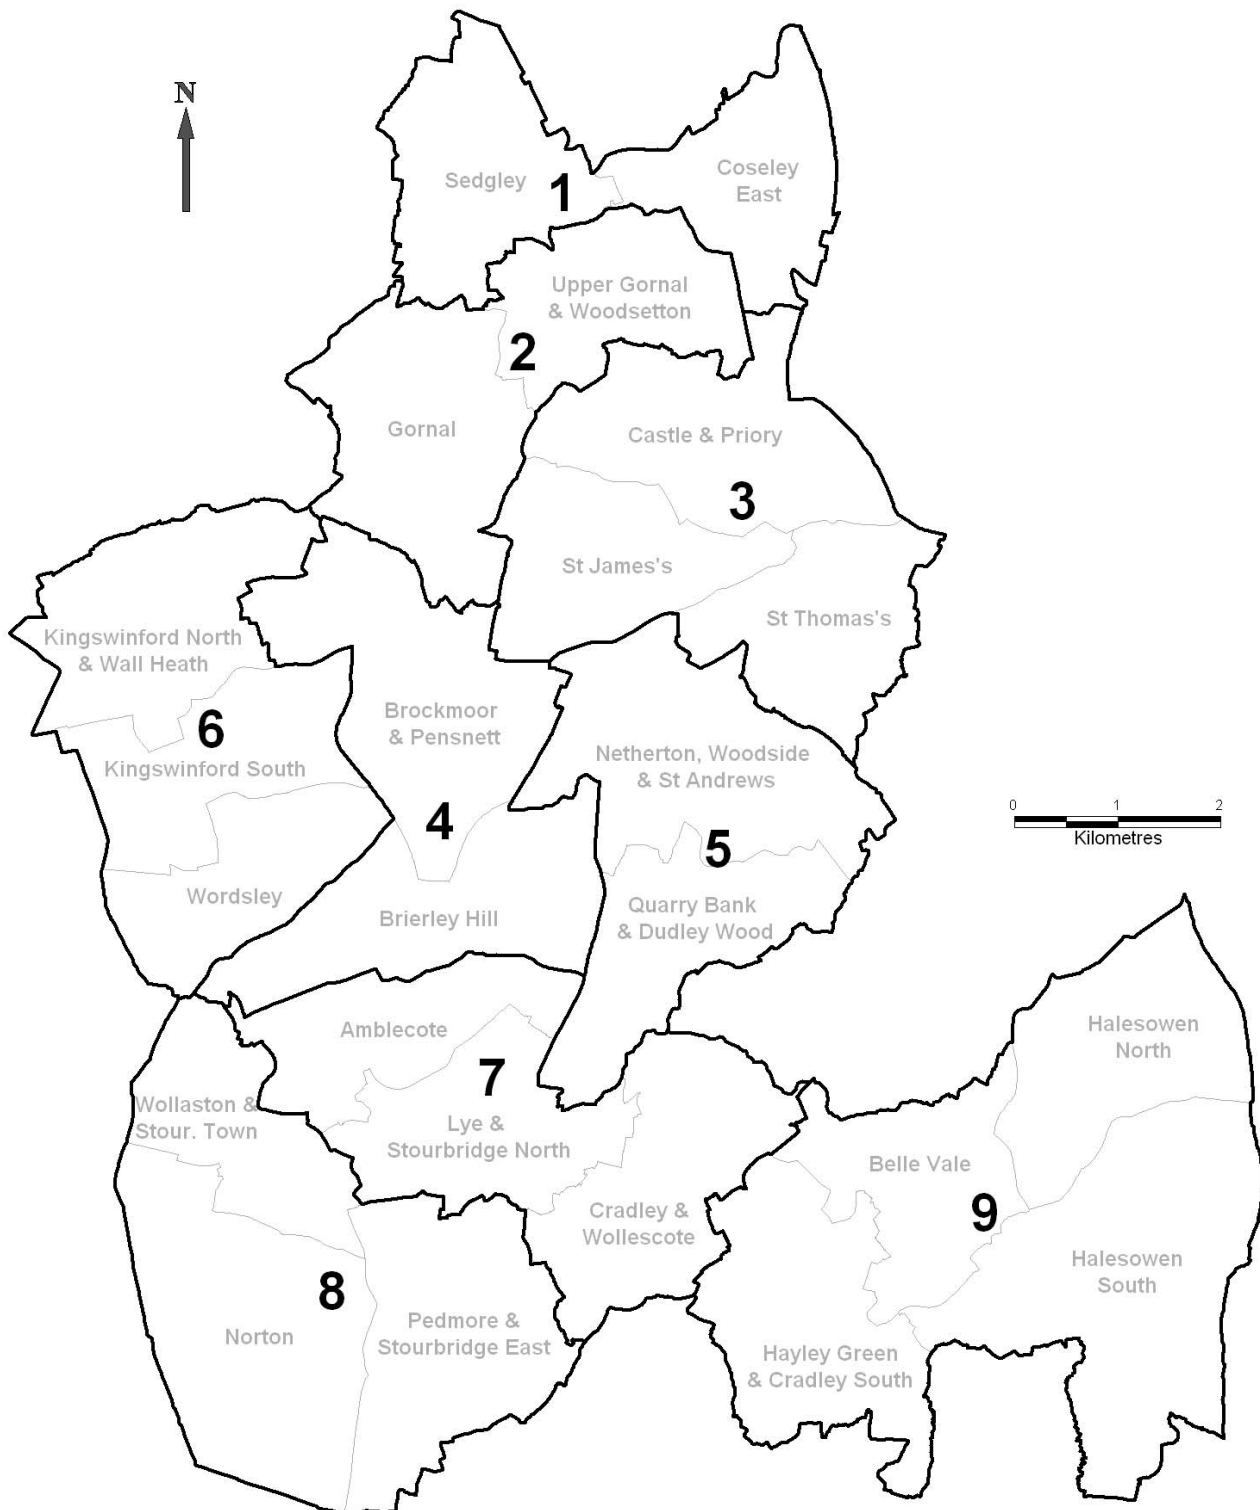 N
Sedgley
1
Coseley
East
Upper Gornal
& Woodsetton
2
Gornal
Castle & Priory
3
St James's
St Thomas's
Kingswinford North
& Wall Heath
6
Kingswinford South
Wordsley
Brockmoor
& Pensnett
4
Brierley Hill
Netherton, Woodside
& St Andrews
5
Quarry Bank
& Dudley Wood
0 1 2
Kilometres
Amblecote
7
Lye &
Stourbridge North
Wollaston &
Stour. Town
Cradley &
Wollescote
8
Norton
Pedmore &
Stourbridge East
Halesowen
North
Belle Vale
9
Halesowen
South
Hayley Green
& Cradley South